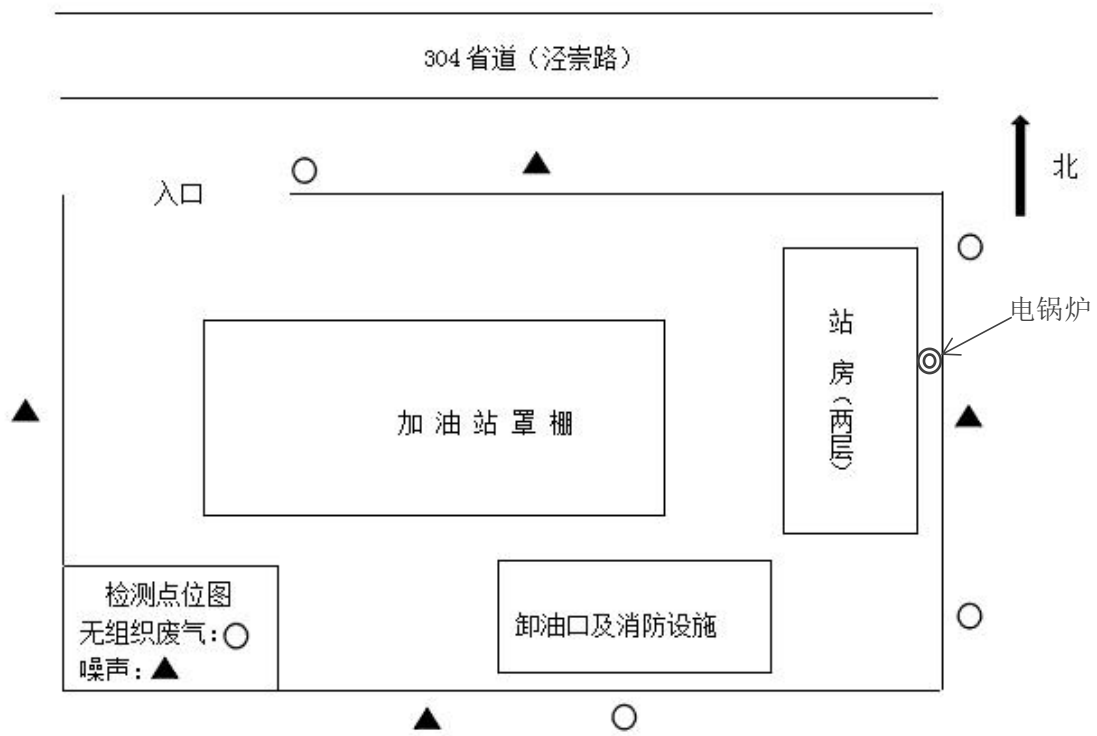 304省道（泾崇路）
北
入口
电锅炉
站房（两层）
加油站罩棚
检测点位图
无组织废气:
噪声:
卸油口及消防设施